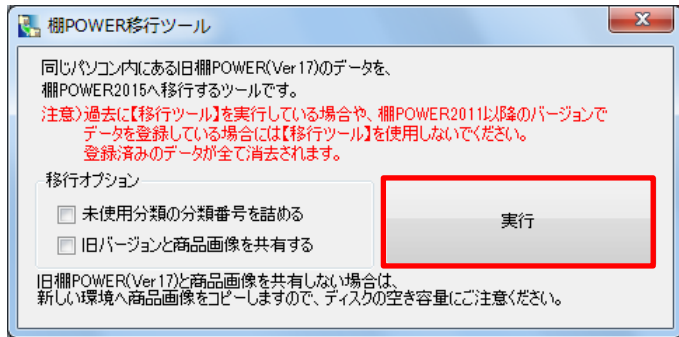 棚POWER移行ツール
同じパソコン内にある旧棚POWER(Ver17)のデータを、
棚POWER2015へ移行するツールです。
注意）過去に【移行ツール】を実行している場合や、棚POWER2011以降のバージョンで
データを登録している場合には【移行ツール】を使用しないでください。
登録済みのデータが全て消去されます。
移行オプション
未使用分類の分類番号を詰める
旧バージョンと商品画像を共有する
実行
旧棚POWER(Ver17)と商品画像を共有しない場合は、
新しい環境へ商品画像をコピーしますので、ディスクの空き容量にご注意ください。